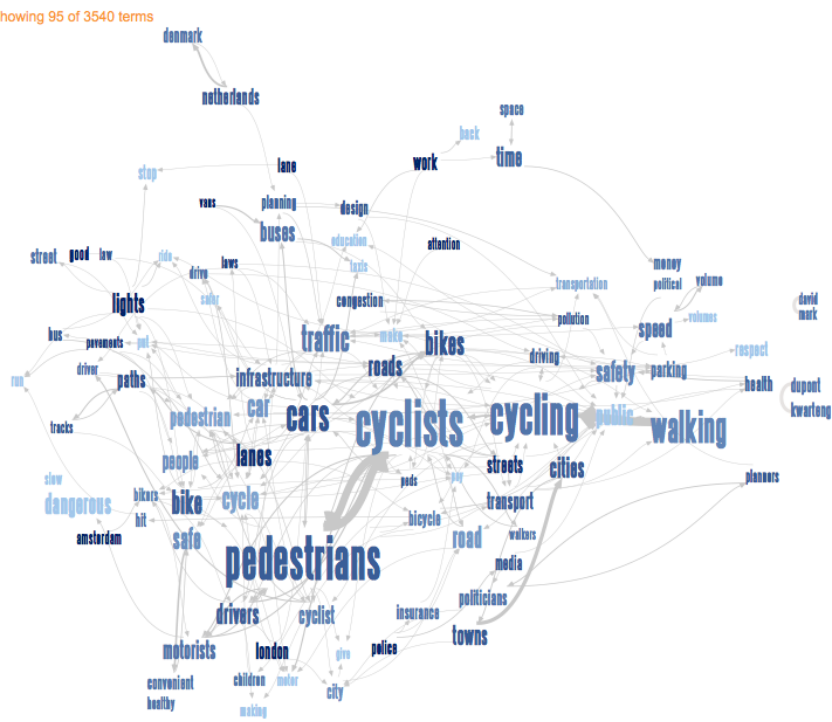 howing 95 of 3540 terms
denmark
netherlands
space
back
work
time
lane
stop
vans
planning
design
buses
education
attention
street
good
law
ride
laws
drive
taxis
money
transportation
political
volume
safer
congestion
lights
david
mark
pollution
volumes
speed
bus
pavements
put
traffic
make
bikes
respect
driving
roads
safety
parking
run
driver
paths
infrastructure
health
dupont
kwarteng
pedestrian
car
cars
cyclists
cycling
public
walking
tracks
people
lanes
streets
cities
slow
dangerous
bikers
bike
cycle
peds
pay
planners
transport
hit
bicycle
amsterdam
safe
road
walkers
pedestrians
media
politicians
drivers
cyclist
insurance
towns
motorists
london
give
police
convenient
healthy
children
motor
city
making